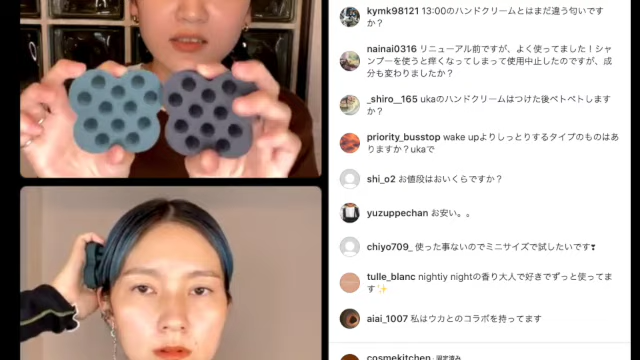 kymk98121 13:00のハンドクリームとはまだ違う匂いです
か？
nainai0316 リニューアル前ですが、よく使ってました！シャ
ンプーを使うと痒くなってしまって使用中止したのですが、成
分も変わりましたか？
_shiro__165 ukaのハンドクリームはつけた後ベトベトします
か？
priority_busstop wake upよりしっとりするタイプのものはあ
りますか？ukaで
shi_o2 お値段はおいくらですか？
yuzuppechan お安い。。
chiyo709_ 使った事ないのでミニサイズで試したいです❣
tulle_blanc nightiy nightの香り大人で好きでずっと使ってま
す✨
aiai_1007 私はウカとのコラボを持ってます
cosmekitchen 固定済み